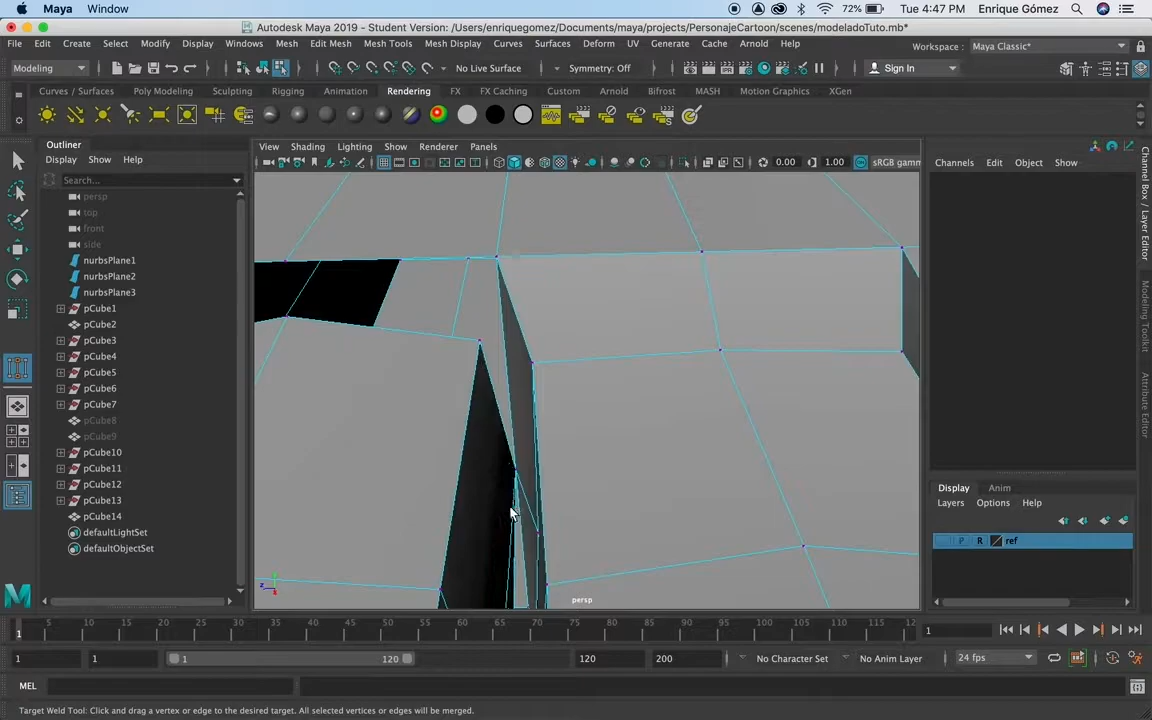 Maya Window 72% Tue 4:47 PM Enrique Gómez
Autodesk Maya 2019 - Student Version: /Users/enriquegomez/Documents/maya/projects/PersonajeCartoon/scenes/modeladoTuto.mb*
File Edit Create Select Modify Display Windows Mesh Edit Mesh Mesh Tools Mesh Display Curves Surfaces Deform UV Generate Cache Arnold Help Workspace : Maya Classic*
Modeling No Live Surface Symmetry: Off Sign In
Curves / Surfaces Poly Modeling Sculpting Rigging Animation Rendering FX FX Caching Custom Arnold Bifrost MASH Motion Graphics XGen
Outliner
Display Show Help
Search...
persp
top
front
side
nurbsPlane1
nurbsPlane2
nurbsPlane3
pCube1
pCube2
pCube3
pCube4
pCube5
pCube6
pCube7
pCube8
pCube9
pCube10
pCube11
pCube12
pCube13
pCube14
defaultLightSet
defaultObjectSet
View Shading Lighting Show Renderer Panels
0.00 1.00 sRGB gamm
persp
Channels Edit Object Show
Channel Box / Layer Editor
Modeling Toolkit
Attribute Editor
Display Anim
Layers Options Help
P R ref
5 10 15 20 25 30 35 40 45 50 55 60 65 70 75 80 85 90 95 100 105 110 115 12
1
1
1 1 1 120 120 200 No Character Set No Anim Layer 24 fps
MEL
Target Weld Tool: Click and drag a vertex or edge to the desired target. All selected vertices or edges will be merged.